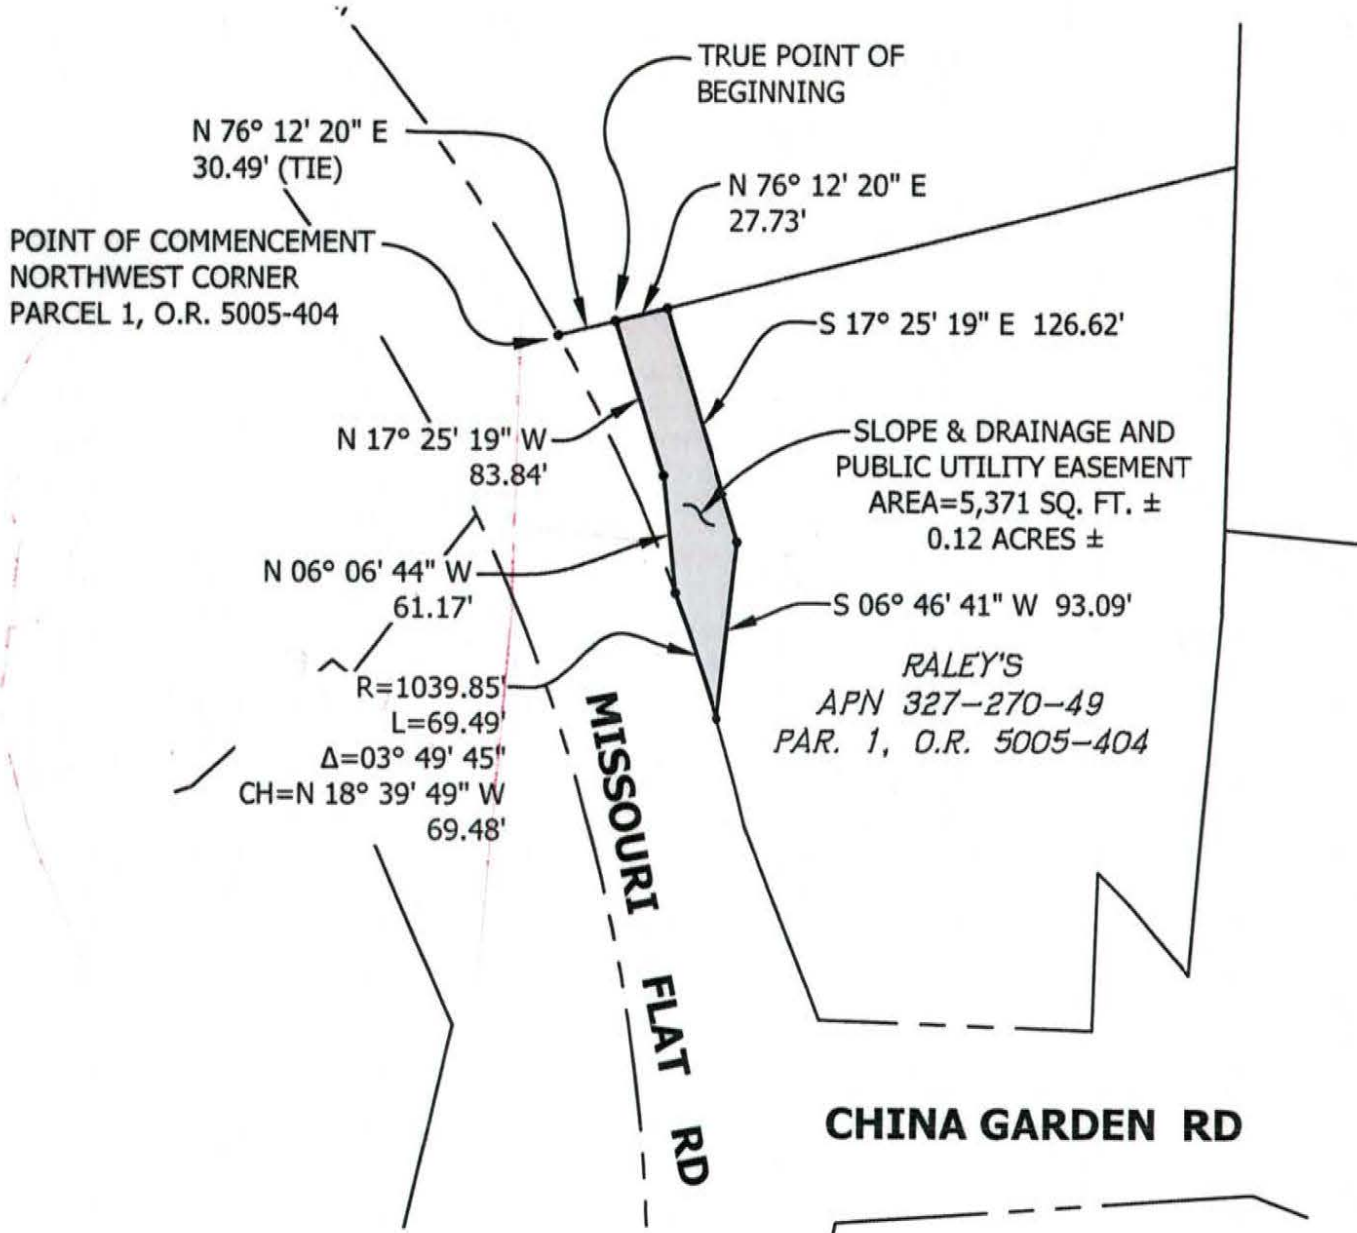 TRUE POINT OF
BEGINNING
N 76° 12' 20" E
30.49' (TIE)
N 76° 12' 20" E
27.73'
POINT OF COMMENCEMENT
NORTHWEST CORNER
PARCEL 1, O.R. 5005-404
S 17° 25' 19" E 126.62'
N 17° 25' 19" W
83.84'
SLOPE & DRAINAGE AND
PUBLIC UTILITY EASEMENT
AREA=5,371 SQ. FT. ±
0.12 ACRES ±
N 06° 06' 44" W
61.17'
S 06° 46' 41" W 93.09'
RALEY'S
APN 327-270-49
PAR. 1, O.R. 5005-404
R=1039.85'
L=69.49'
Δ=03° 49' 45"
CH=N 18° 39' 49" W
69.48'
MISSOURI FLAT RD
CHINA GARDEN RD